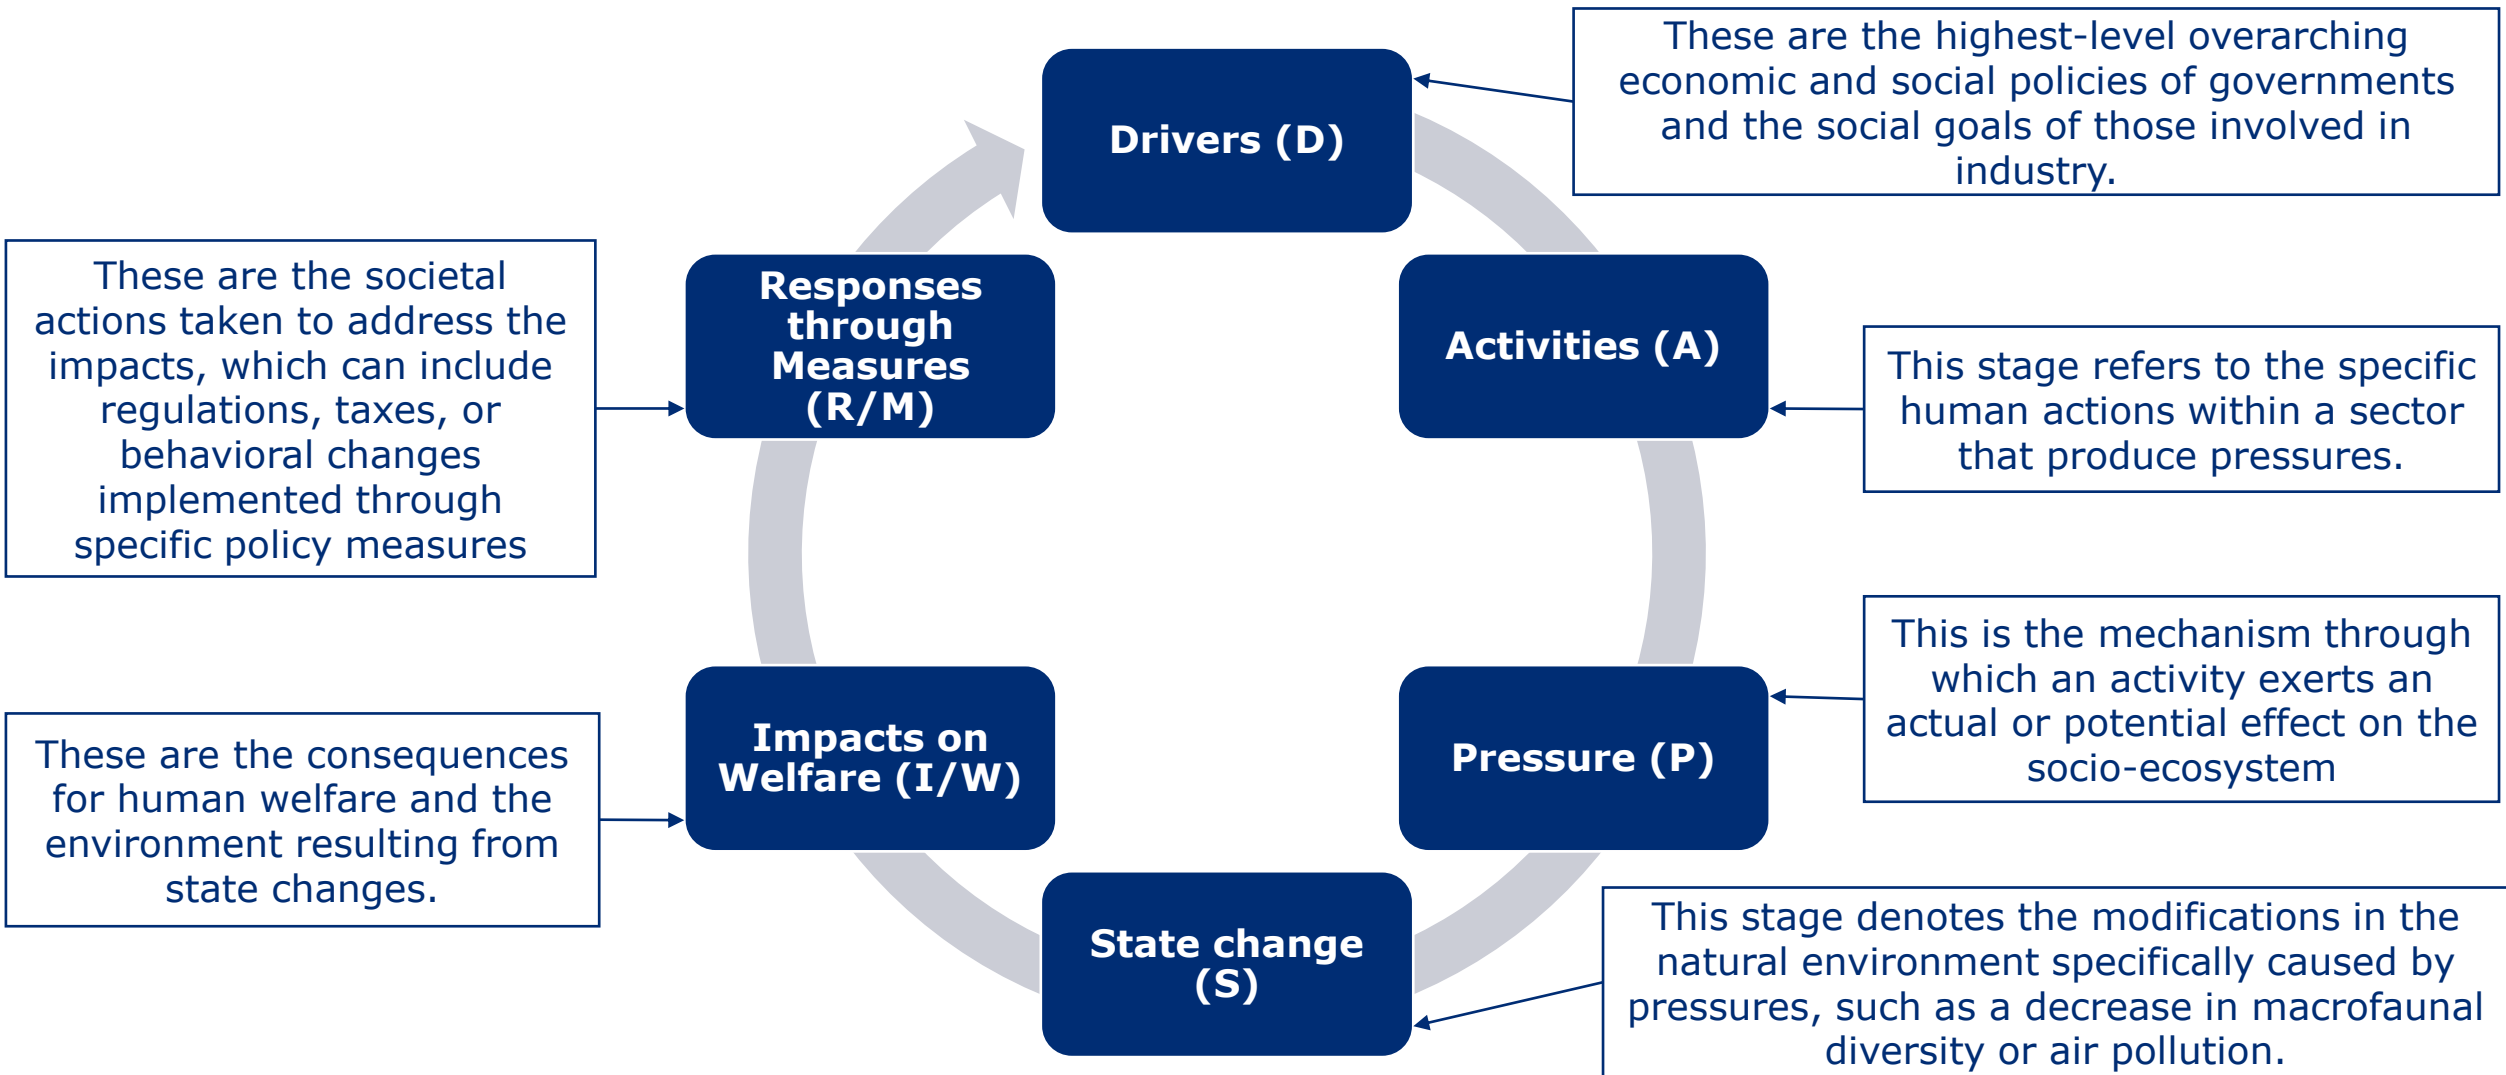 Drivers (D)
These are the highest-level overarching
economic and social policies of governments
and the social goals of those involved in
industry.
Activities (A)
This stage refers to the specific
human actions within a sector
that produce pressures.
Pressure (P)
This is the mechanism through
which an activity exerts an
actual or potential effect on the
socio-ecosystem
State change
(S)
This stage denotes the modifications in the
natural environment specifically caused by
pressures, such as a decrease in macrofaunal
diversity or air pollution.
Impacts on
Welfare (I/W)
These are the consequences
for human welfare and the
environment resulting from
state changes.
Responses
through
Measures
(R/M)
These are the societal
actions taken to address the
impacts, which can include
regulations, taxes, or
behavioral changes
implemented through
specific policy measures